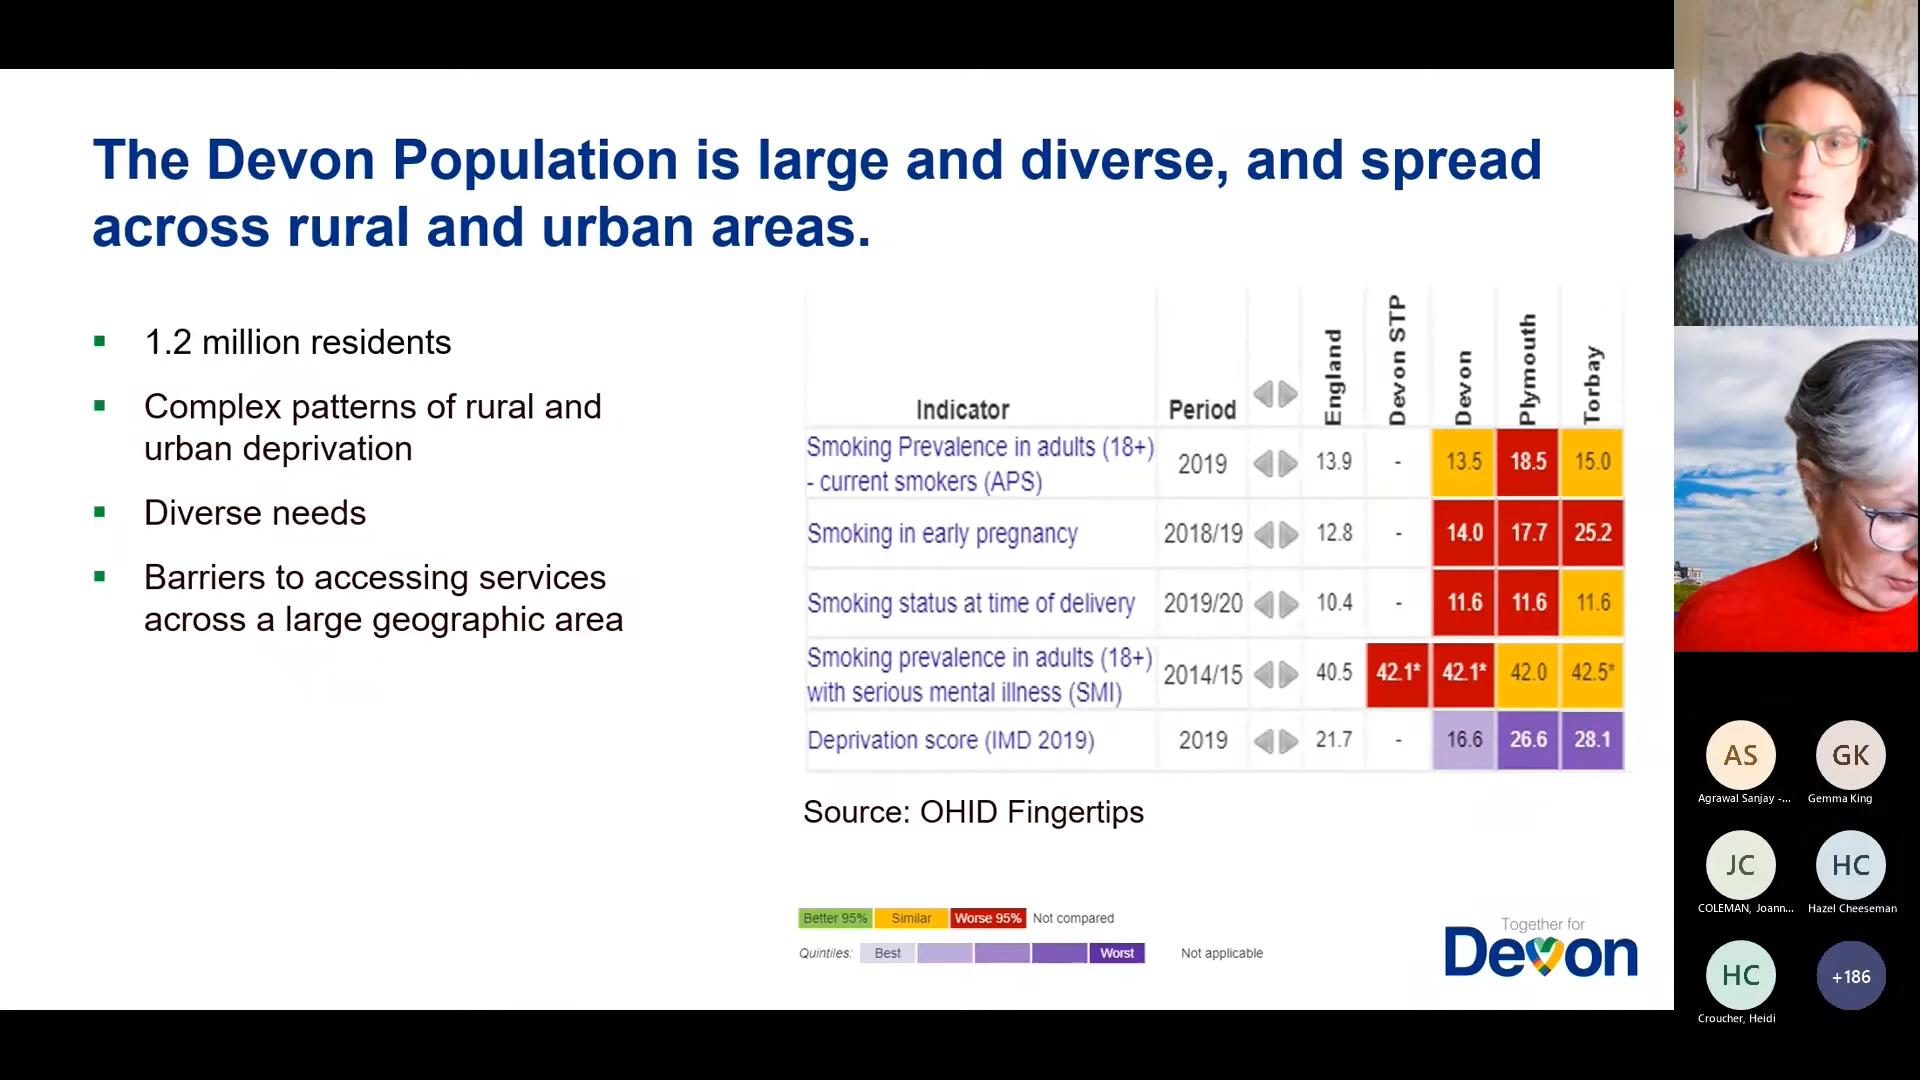 The Devon Population is large and diverse, and spread
across rural and urban areas.
1.2 million residents
Complex patterns of rural and
urban deprivation
Diverse needs
Barriers to accessing services
across a large geographic area
Indicator Period England Devon STP Devon Plymouth Torbay
Smoking Prevalence in adults (18+)
- current smokers (APS) 2019 13.9 - 13.5 18.5 15.0
Smoking in early pregnancy 2018/19 12.8 - 14.0 17.7 25.2
Smoking status at time of delivery 2019/20 10.4 - 11.6 11.6 11.6
Smoking prevalence in adults (18+)
with serious mental illness (SMI) 2014/15 40.5 42.1* 42.1* 42.0 42.5*
Deprivation score (IMD 2019) 2019 21.7 - 16.6 26.6 28.1
Source: OHID Fingertips
Better 95% Similar Worse 95% Not compared
Quintiles: Best Worst Not applicable
Together for
Devon
AS GK
Agrawal Sanjay -... Gemma King
JC HC
COLEMAN, Joann... Hazel Cheeseman
HC +186
Croucher, Heidi